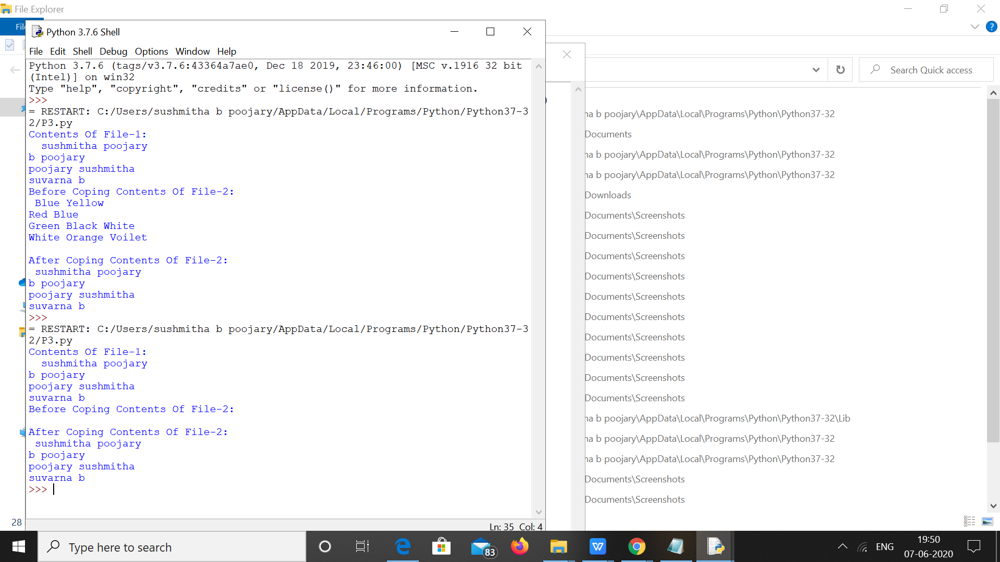 File Explorer
Fil
Python 3.7.6 Shell
File Edit Shell Debug Options Window Help
Python 3.7.6 (tags/v3.7.6:43364a7ae0, Dec 18 2019, 23:46:00) [MSC v.1916 32 bit
(Intel)] on win32
Type "help", "copyright", "credits" or "license()" for more information.
>>>
= RESTART: C:/Users/sushmitha b poojary/AppData/Local/Programs/Python/Python37-3
2/P3.py
Contents Of File-1:
sushmitha poojary
b poojary
poojary sushmitha
suvarna b
Before Coping Contents Of File-2:
Blue Yellow
Red Blue
Green Black White
White Orange Voilet
After Coping Contents Of File-2:
sushmitha poojary
b poojary
poojary sushmitha
suvarna b
>>>
= RESTART: C:/Users/sushmitha b poojary/AppData/Local/Programs/Python/Python37-3
2/P3.py
Contents Of File-1:
sushmitha poojary
b poojary
poojary sushmitha
suvarna b
Before Coping Contents Of File-2:
After Coping Contents Of File-2:
sushmitha poojary
b poojary
poojary sushmitha
suvarna b
>>>
Ln: 35 Col: 4
Search Quick access
na b poojary\AppData\Local\Programs\Python\Python37-32
Documents
na b poojary\AppData\Local\Programs\Python\Python37-32
na b poojary\AppData\Local\Programs\Python\Python37-32
Downloads
Documents\Screenshots
Documents\Screenshots
Documents\Screenshots
Documents\Screenshots
Documents\Screenshots
Documents\Screenshots
Documents\Screenshots
Documents\Screenshots
Documents\Screenshots
Documents\Screenshots
na b poojary\AppData\Local\Programs\Python\Python37-32\Lib
na b poojary\AppData\Local\Programs\Python\Python37-32
na b poojary\AppData\Local\Programs\Python\Python37-32
Documents\Screenshots
Documents\Screenshots
28
Type here to search
83
ENG
19:50
07-06-2020